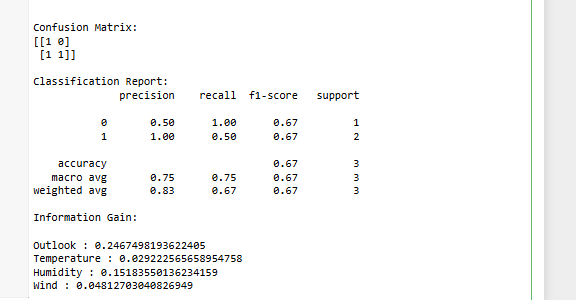 Confusion Matrix:
[[1 0]
 [1 1]]
Classification Report:
              precision    recall  f1-score   support
           0       0.50      1.00      0.67         1
           1       1.00      0.50      0.67         2
    accuracy                           0.67         3
   macro avg       0.75      0.75      0.67         3
weighted avg       0.83      0.67      0.67         3
Information Gain:
Outlook : 0.2467498193622405
Temperature : 0.029222565658954758
Humidity : 0.15183550136234159
Wind : 0.04812703040826949